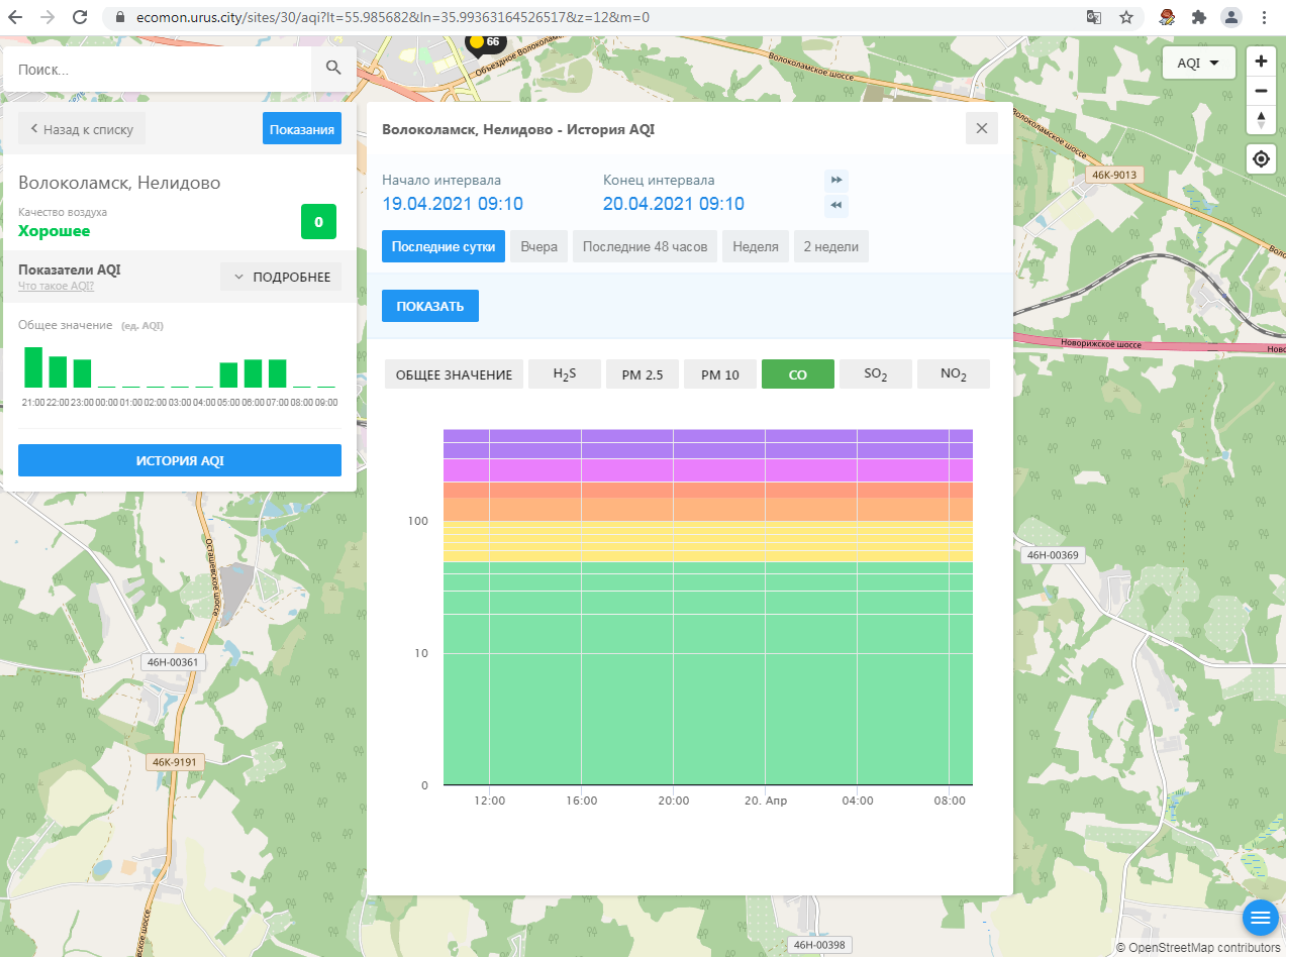 ecomon.urus.city/sites/30/aqi?lt=55.985682&ln=35.99363164526517&z=12&m=0
66
Объездное Волоколамск
Волоколамское шоссе
Поиск...
AQI
Назад к списку
Показания
Волоколамск, Нелидово - История AQI
Волоколамское шоссе
46К-9013
Волоколамск, Нелидово
Качество воздуха
Хорошее
0
Начало интервала
Конец интервала
19.04.2021 09:10
20.04.2021 09:10
Последние сутки
Вчера
Последние 48 часов
Неделя
2 недели
Показатели AQI
Что такое AQI?
ПОДРОБНЕЕ
ПОКАЗАТЬ
Общее значение (ед. AQI)
Новорижское шоссе
Ново
21:00 22:00 23:00 00:00 01:00 02:00 03:00 04:00 05:00 06:00 07:00 08:00 09:00
ОБЩЕЕ ЗНАЧЕНИЕ
H₂S
PM 2.5
PM 10
CO
SO₂
NO₂
ИСТОРИЯ AQI
100
10
0
12:00
16:00
20:00
20. Апр
04:00
08:00
Осташевское шоссе
46Н-00369
46Н-00361
46К-9191
46Н-00398
© OpenStreetMap contributors